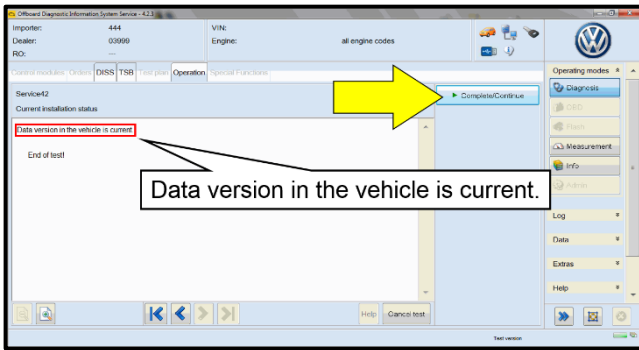 Offboard Diagnostic Information System Service - 4.2.3
Importer: 444 VIN:
Dealer: 03999 Engine: all engine codes
RO: ---
Control modules Orders DISS TSB Test plan Operation Special Functions
Service42
Current installation status
Complete/Continue
Data version in the vehicle is current.
End of test!
Data version in the vehicle is current.
Help
Cancel test
Operating modes
Diagnosis
OBD
Measurement
Info
Admin
Log
Data
Extras
Help
Test version